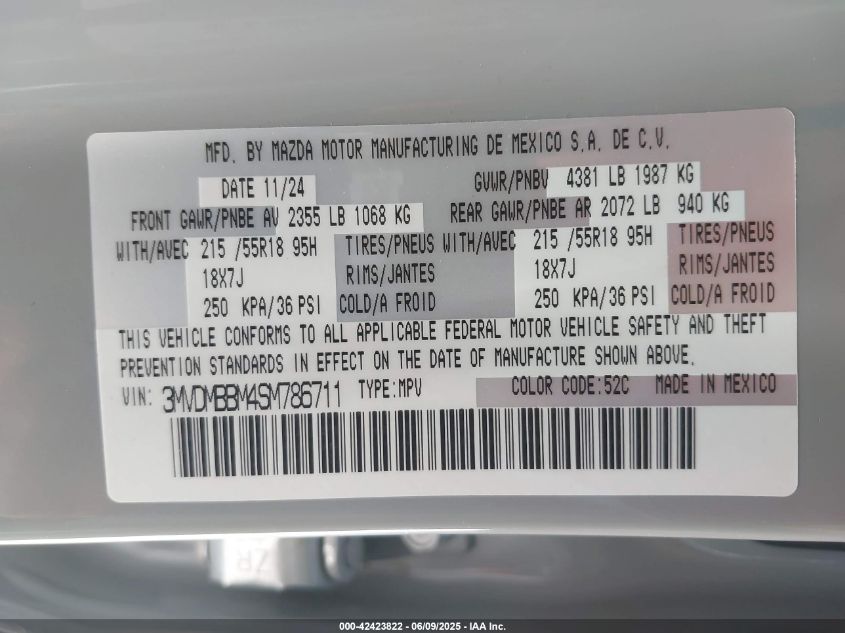 MFD. BY MAZDA MOTOR MANUFACTURING DE MEXICO S.A. DE C.V.
DATE 11/24 GVWR/PNBV 4381 LB 1987 KG
FRONT GAWR/PNBE AV 2355 LB 1068 KG REAR GAWR/PNBE AR 2072 LB 940 KG
WITH/AVEC 215 /55R18 95H TIRES/PNEUS WITH/AVEC 215 /55R18 95H TIRES/PNEUS
18X7J RIMS/JANTES 18X7J RIMS/JANTES
250 KPA/36 PSI COLD/A FROID 250 KPA/36 PSI COLD/A FROID
THIS VEHICLE CONFORMS TO ALL APPLICABLE FEDERAL MOTOR VEHICLE SAFETY AND THEFT
PREVENTION STANDARDS IN EFFECT ON THE DATE OF MANUFACTURE SHOWN ABOVE.
VIN: 3MVDMBBM4SM786711 TYPE:MPV COLOR CODE:52C MADE IN MEXICO
ZR
000-42423822 - 06/09/2025 - IAA Inc.